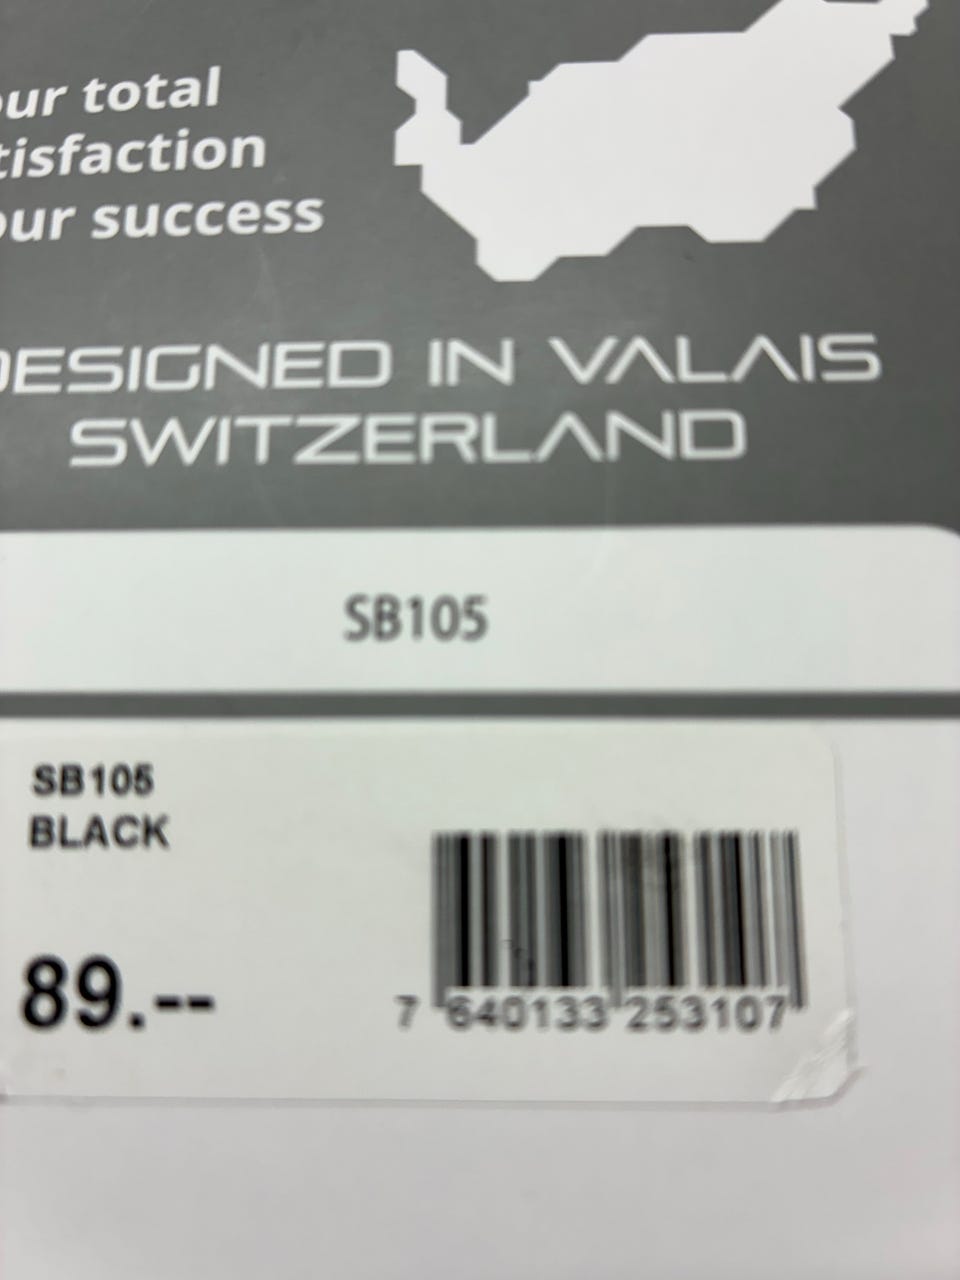 our total
tisfaction
our success
DESIGNED IN VALAIS
SWITZERLAND
SB105
SB105
BLACK
89.--
7 640133 253107